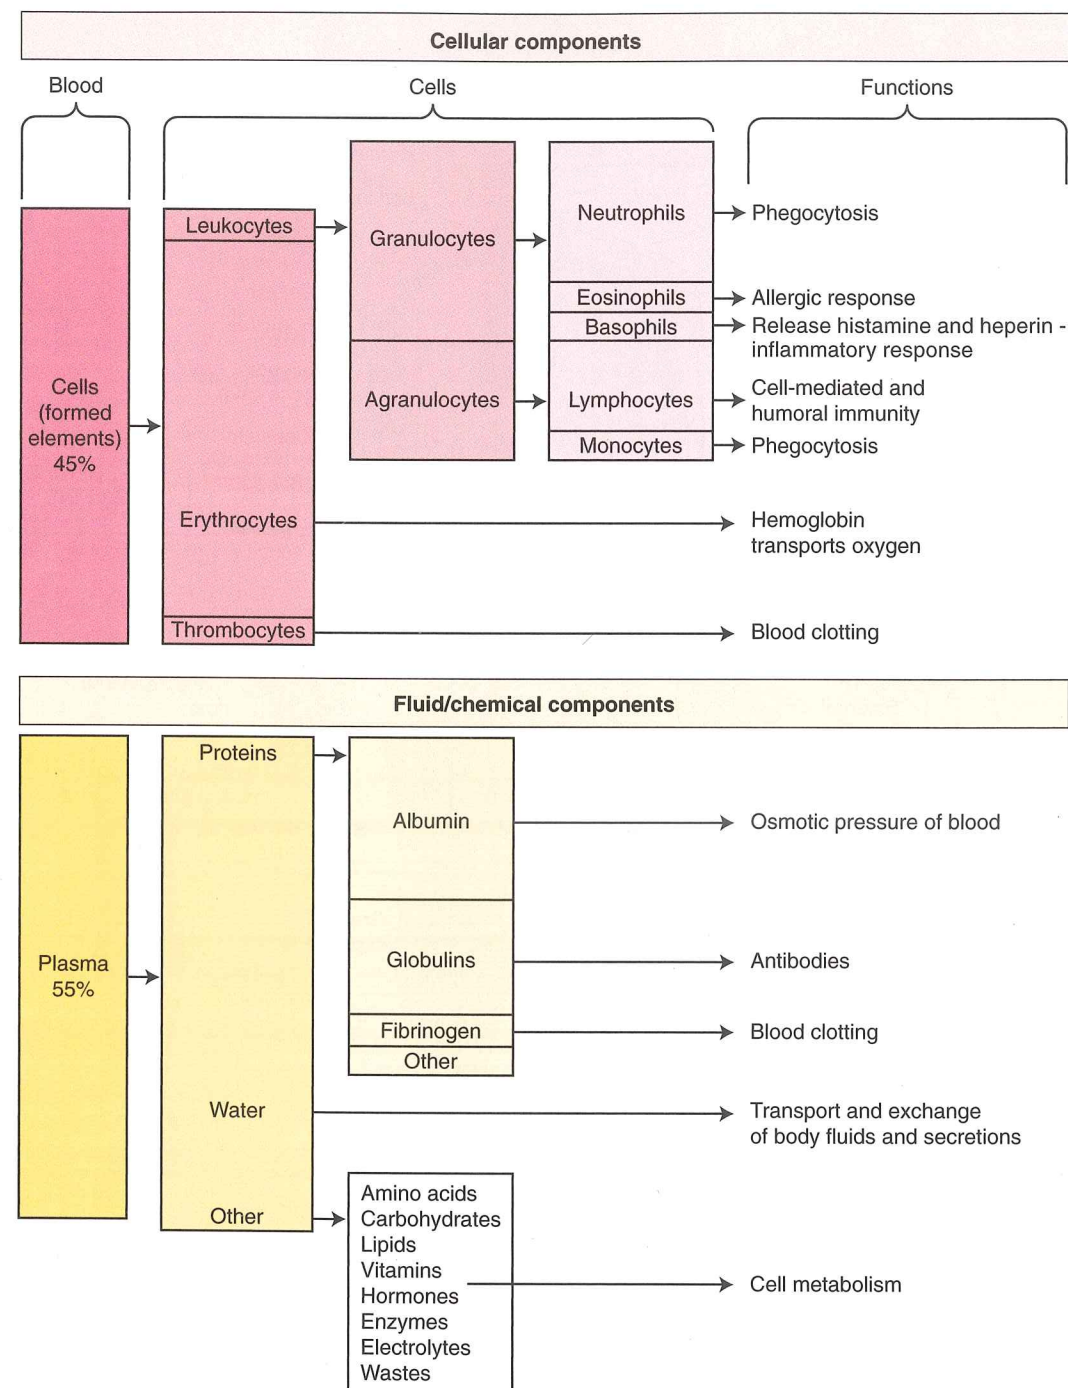 Cellular components
Blood
Cells
Functions
Leukocytes
Granulocytes
Neutrophils
Phegocytosis
Eosinophils
Allergic response
Basophils
Release histamine and heperin -
inflammatory response
Cells
(formed
elements)
45%
Agranulocytes
Lymphocytes
Cell-mediated and
humoral immunity
Monocytes
Phegocytosis
Erythrocytes
Hemoglobin
transports oxygen
Thrombocytes
Blood clotting
Fluid/chemical components
Proteins
Albumin
Osmotic pressure of blood
Plasma
55%
Globulins
Antibodies
Fibrinogen
Blood clotting
Other
Water
Transport and exchange
of body fluids and secretions
Other
Amino acids
Carbohydrates
Lipids
Vitamins
Hormones
Enzymes
Electrolytes
Wastes
Cell metabolism